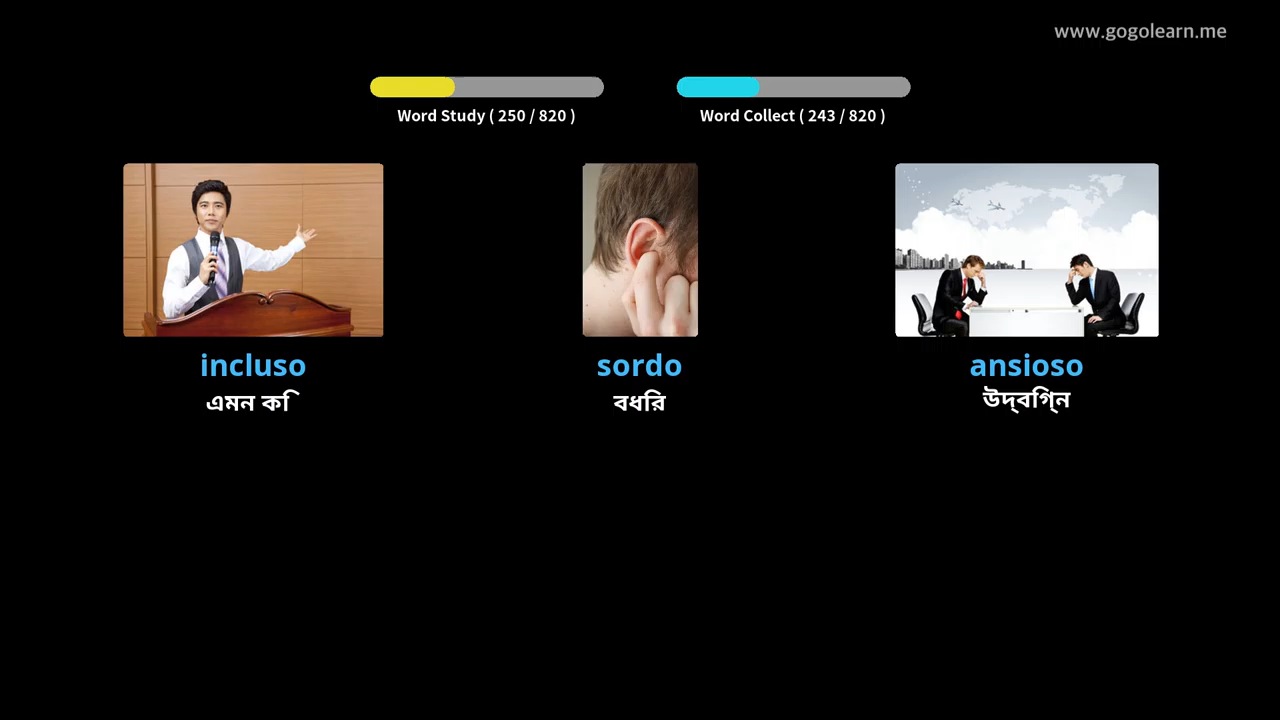 www.gogolearn.me
Word Study ( 250 / 820 )
Word Collect ( 243 / 820 )
incluso
sordo
ansioso
এমন কি
বধির
উদ্বিগ্ন